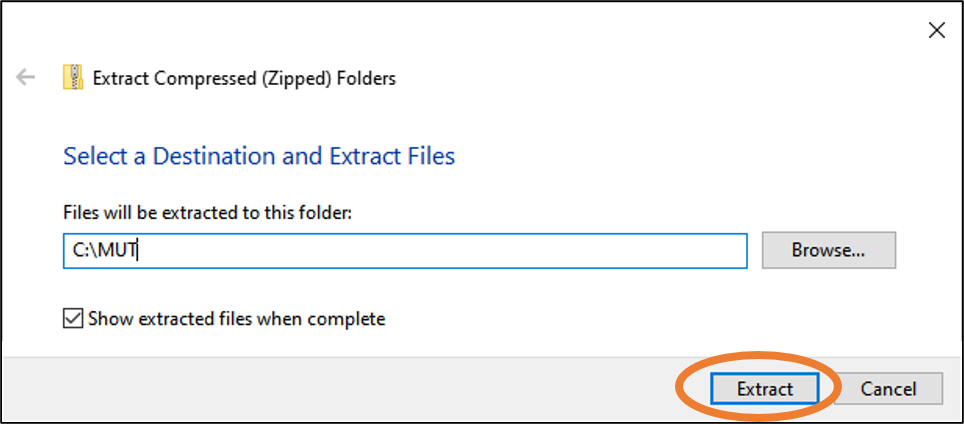 Extract Compressed (Zipped) Folders
Select a Destination and Extract Files
Files will be extracted to this folder:
C:\MUT
Browse...
Show extracted files when complete
Extract
Cancel